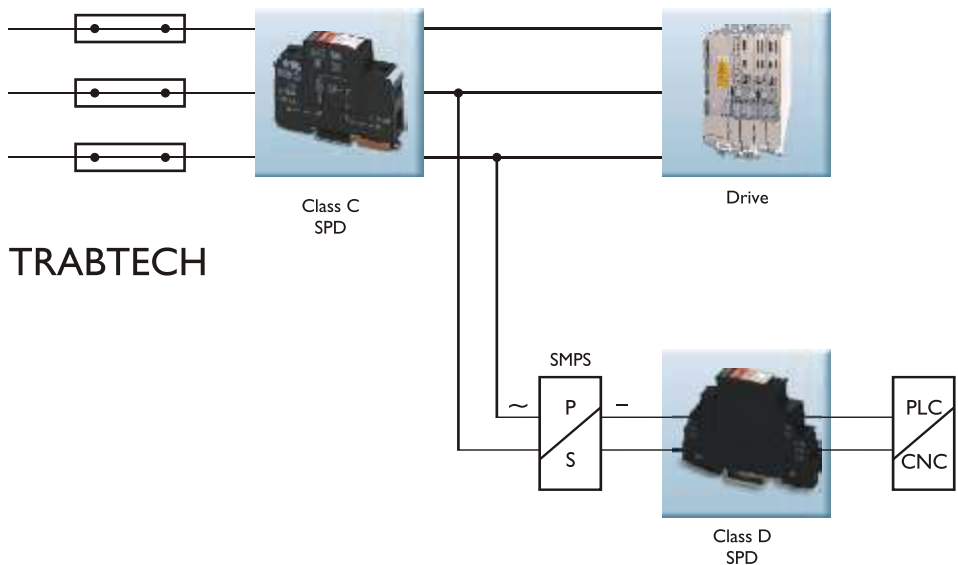 Class C
SPD
Drive
TRABTECH
SMPS
~
P
–
S
PLC
CNC
Class D
SPD